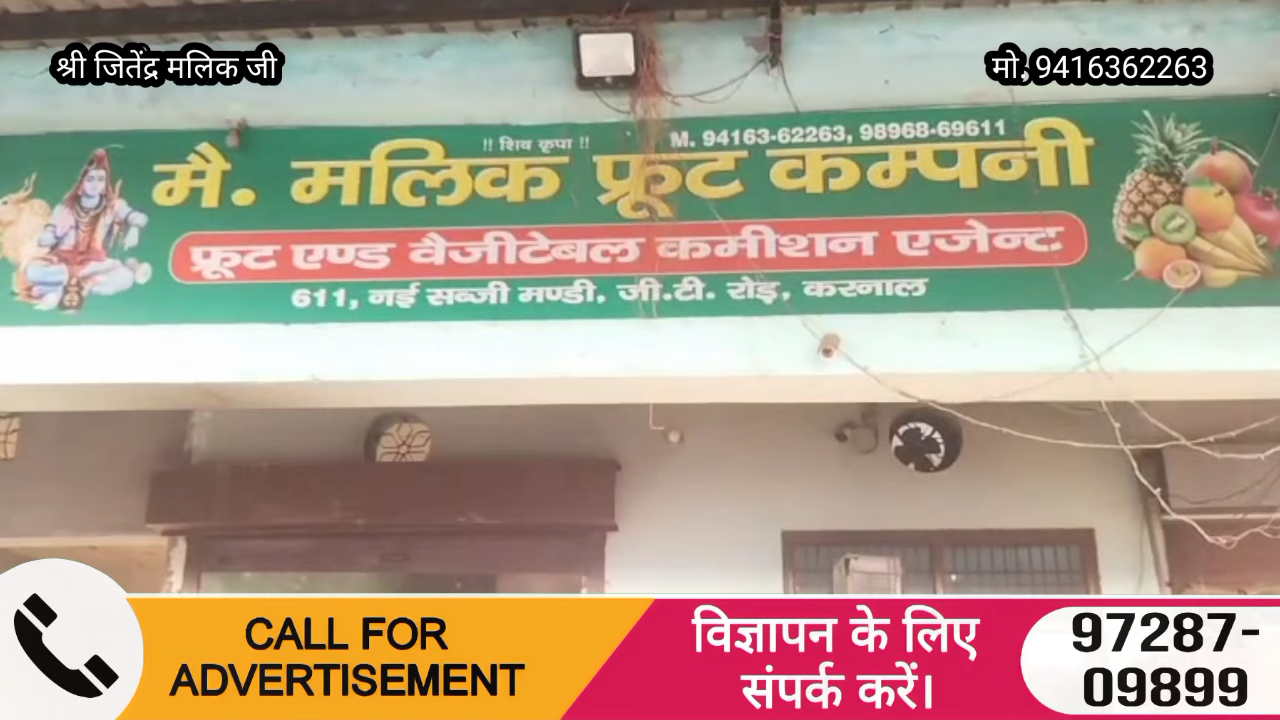 श्री जितेंद्र मलिक जी
मो, 9416362263
!! शिव कृपा !!
M. 94163-62263, 98968-69611
मै. मलिक फ्रूट कम्पनी
फ्रूट एण्ड वैजीटेबल कमीशन एजेन्ट
611, नई सब्जी मण्डी, जी.टी. रोड़, करनाल
CALL FOR
ADVERTISEMENT
विज्ञापन के लिए
संपर्क करें।
97287-
09899